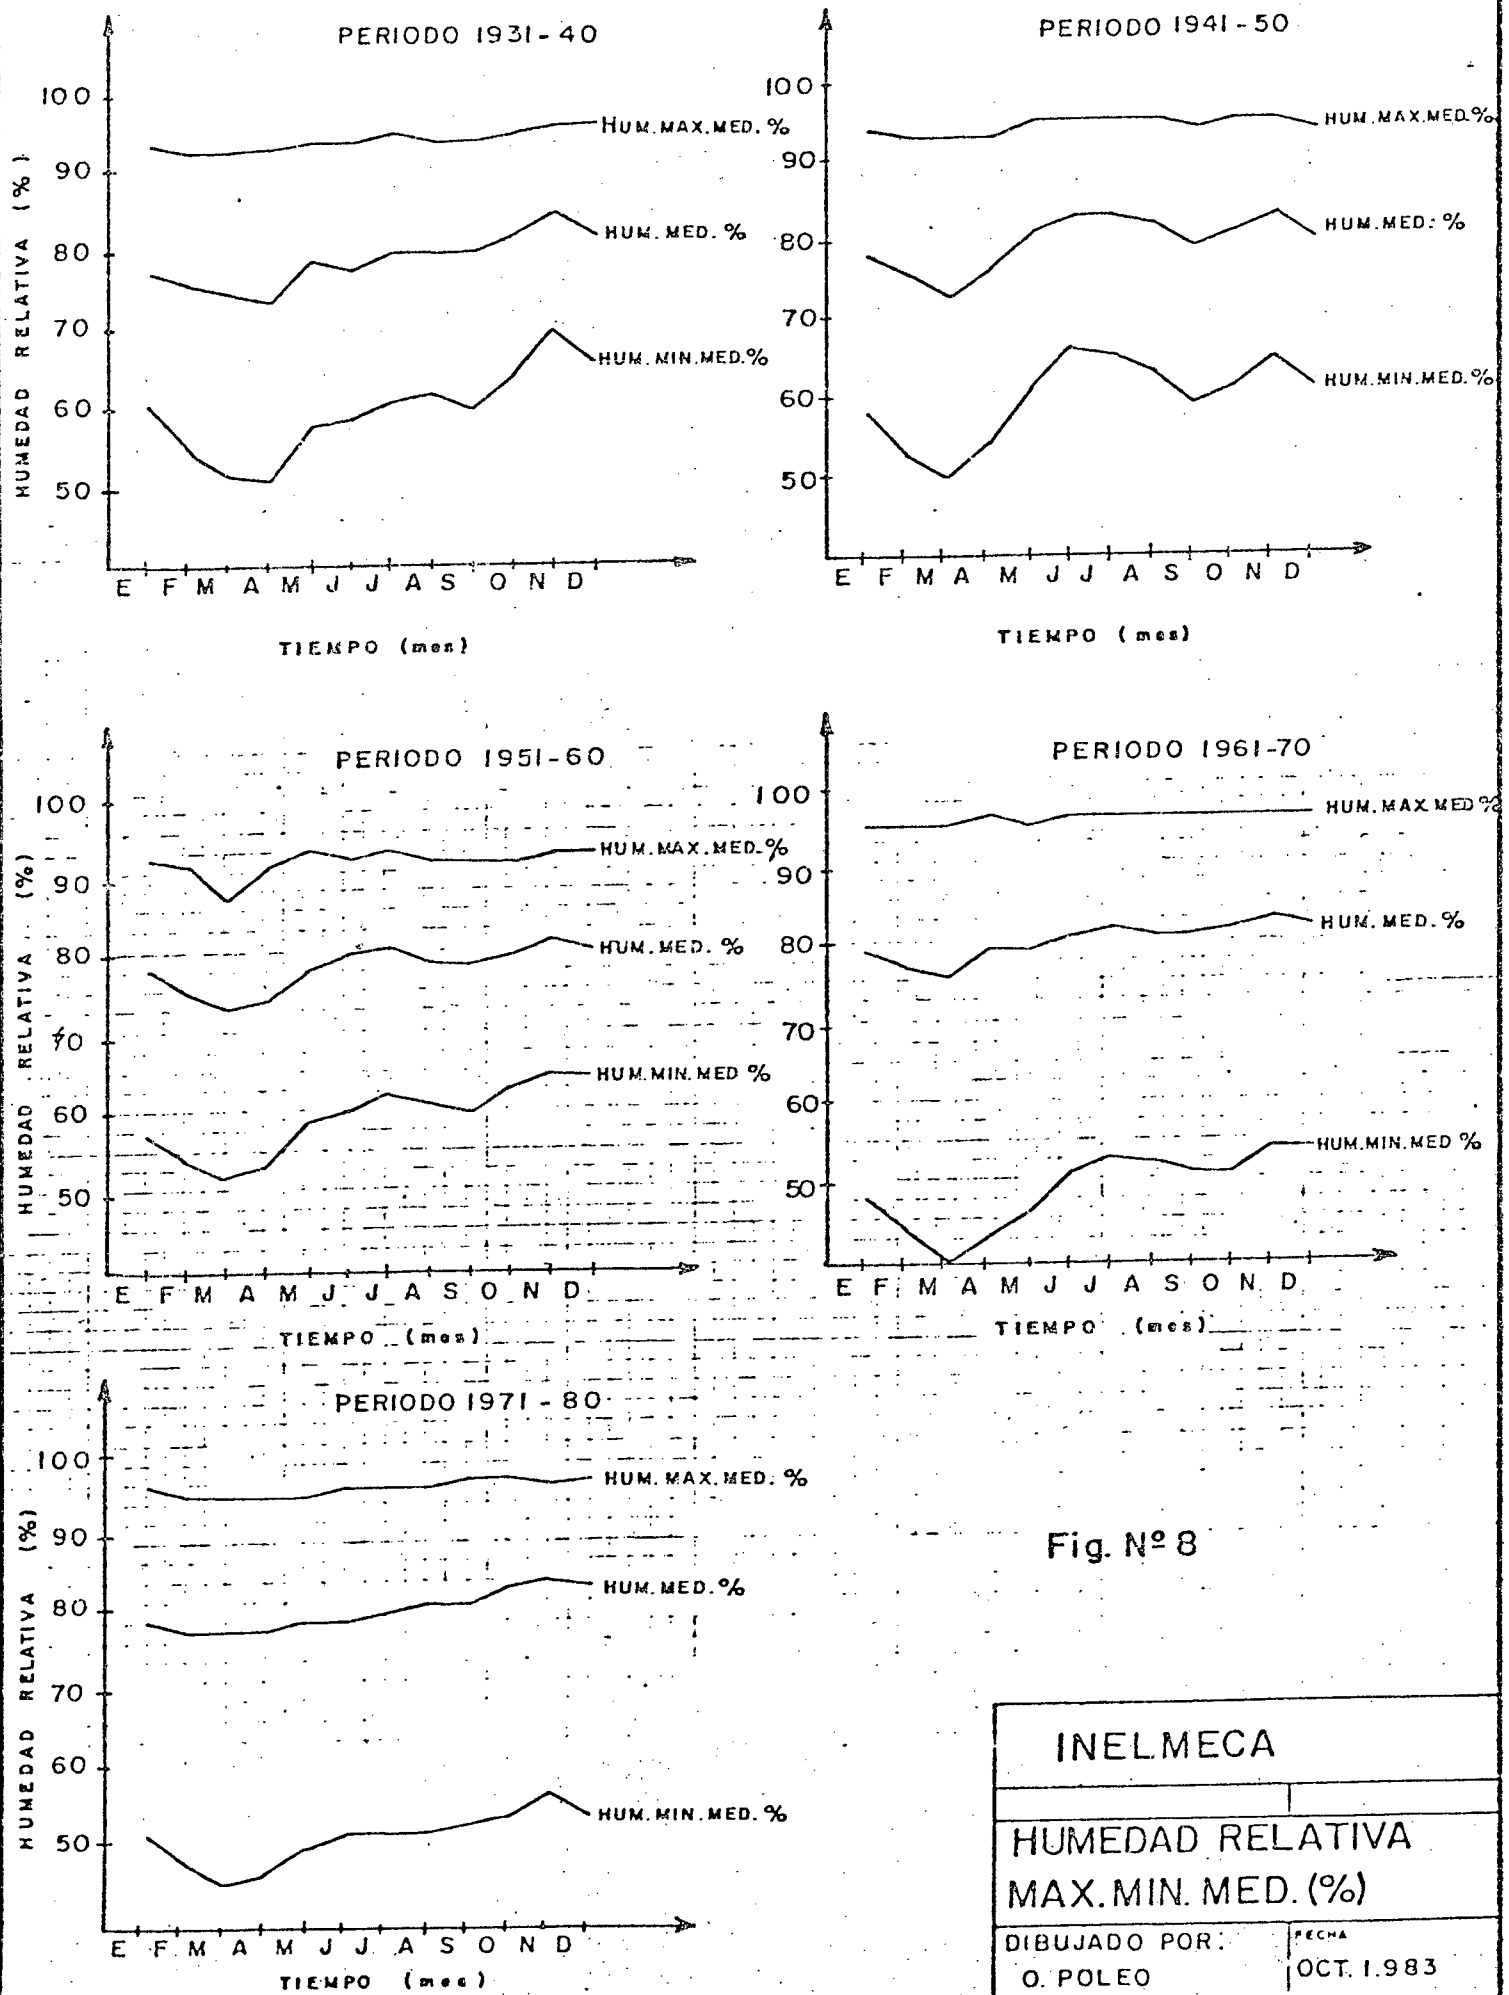 PERIODO 1931-40
HUMEDAD RELATIVA (%)
100
90
80
70
60
50
HUM.MAX.MED.%
HUM.MED.%
HUM.MIN.MED.%
E F M A M J J A S O N D
TIEMPO (mes)
PERIODO 1941-50
100
90
80
70
60
50
HUM.MAX.MED.%
HUM.MED.%
HUM.MIN.MED.%
E F M A M J J A S O N D
TIEMPO (mes)
PERIODO 1951-60
HUMEDAD RELATIVA (%)
100
90
80
70
60
50
HUM.MAX.MED.%
HUM.MED.%
HUM.MIN.MED %
E F M A M J J A S O N D
TIEMPO (mes)
PERIODO 1961-70
100
90
80
70
60
50
HUM.MAX.MED %
HUM.MED.%
HUM.MIN.MED %
E F M A M J J A S O N D
TIEMPO (mes)
PERIODO 1971-80
HUMEDAD RELATIVA (%)
100
90
80
70
60
50
HUM.MAX.MED.%
HUM.MED.%
HUM.MIN.MED.%
E F M A M J J A S O N D
TIEMPO (mes)
Fig. Nº 8
INELMECA
HUMEDAD RELATIVA
MAX.MIN.MED.(%)
DIBUJADO POR:
O. POLEO
FECHA
OCT. 1.983